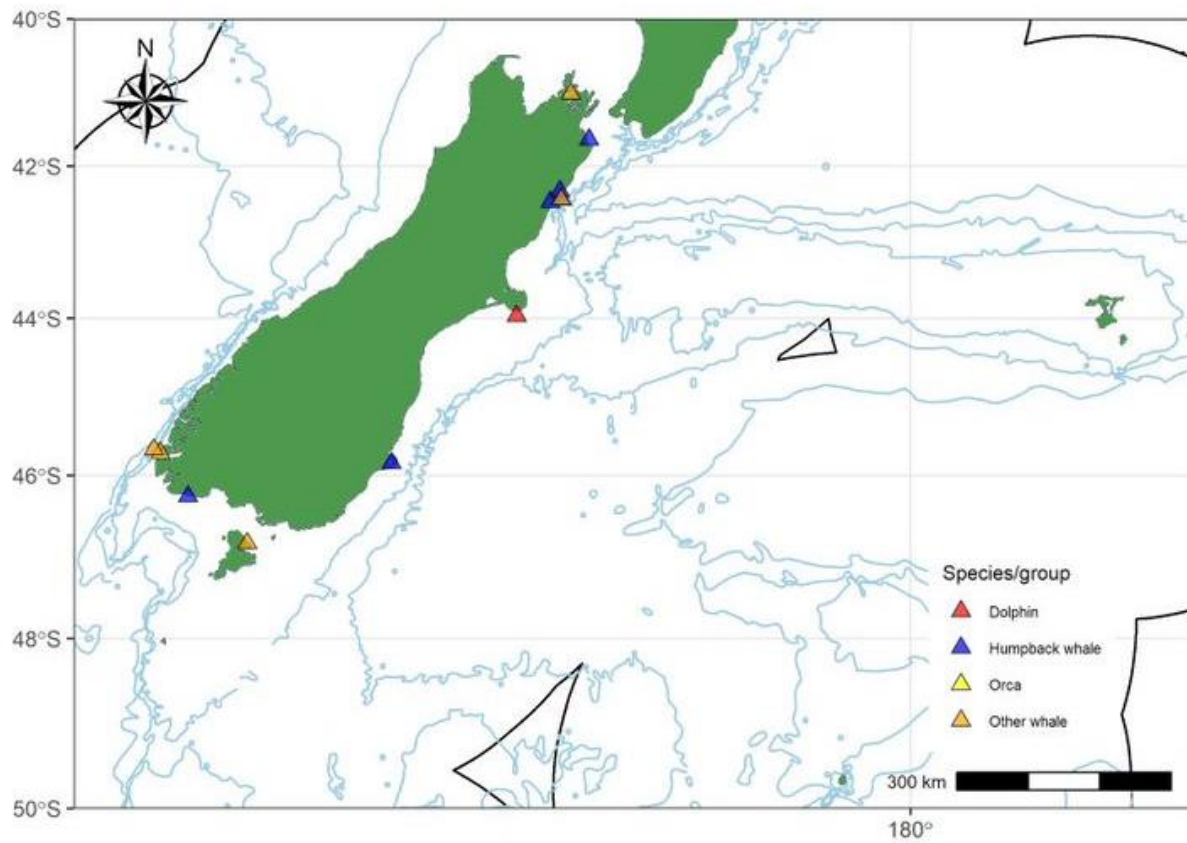 40°S
N
42°S
44°S
46°S
48°S
50°S
Species/group
Dolphin
Humpback whale
Orca
Other whale
300 km
180°